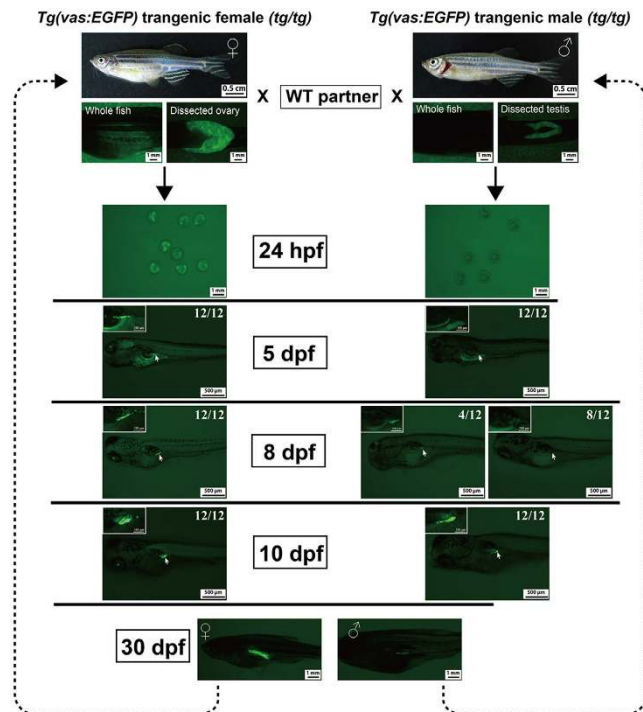 Tg(vas:EGFP) trangenic female (tg/tg)
Tg(vas:EGFP) trangenic male (tg/tg)
♀
♂
0.5 cm
0.5 cm
X WT partner X
Whole fish
Dissected ovary
Whole fish
Dissected testis
1 mm
1 mm
1 mm
1 mm
24 hpf
1 mm
1 mm
12/12
12/12
5 dpf
500 µm
500 µm
12/12
4/12
8/12
8 dpf
500 µm
500 µm
500 µm
12/12
12/12
10 dpf
500 µm
500 µm
30 dpf
♀
♂
1 mm
1 mm